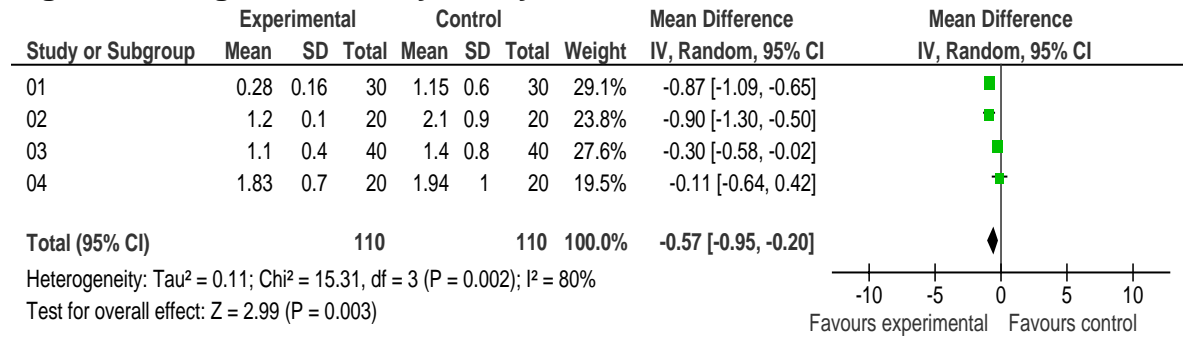 Experimental Control Mean Difference Mean Difference
Study or Subgroup Mean SD Total Mean SD Total Weight IV, Random, 95% CI IV, Random, 95% CI
01 0.28 0.16 30 1.15 0.6 30 29.1% -0.87 [-1.09, -0.65]
02 1.2 0.1 20 2.1 0.9 20 23.8% -0.90 [-1.30, -0.50]
03 1.1 0.4 40 1.4 0.8 40 27.6% -0.30 [-0.58, -0.02]
04 1.83 0.7 20 1.94 1 20 19.5% -0.11 [-0.64, 0.42]
Total (95% CI) 110 110 100.0% -0.57 [-0.95, -0.20]
Heterogeneity: Tau² = 0.11; Chi² = 15.31, df = 3 (P = 0.002); I² = 80%
Test for overall effect: Z = 2.99 (P = 0.003)
-10 -5 0 5 10
Favours experimental Favours control